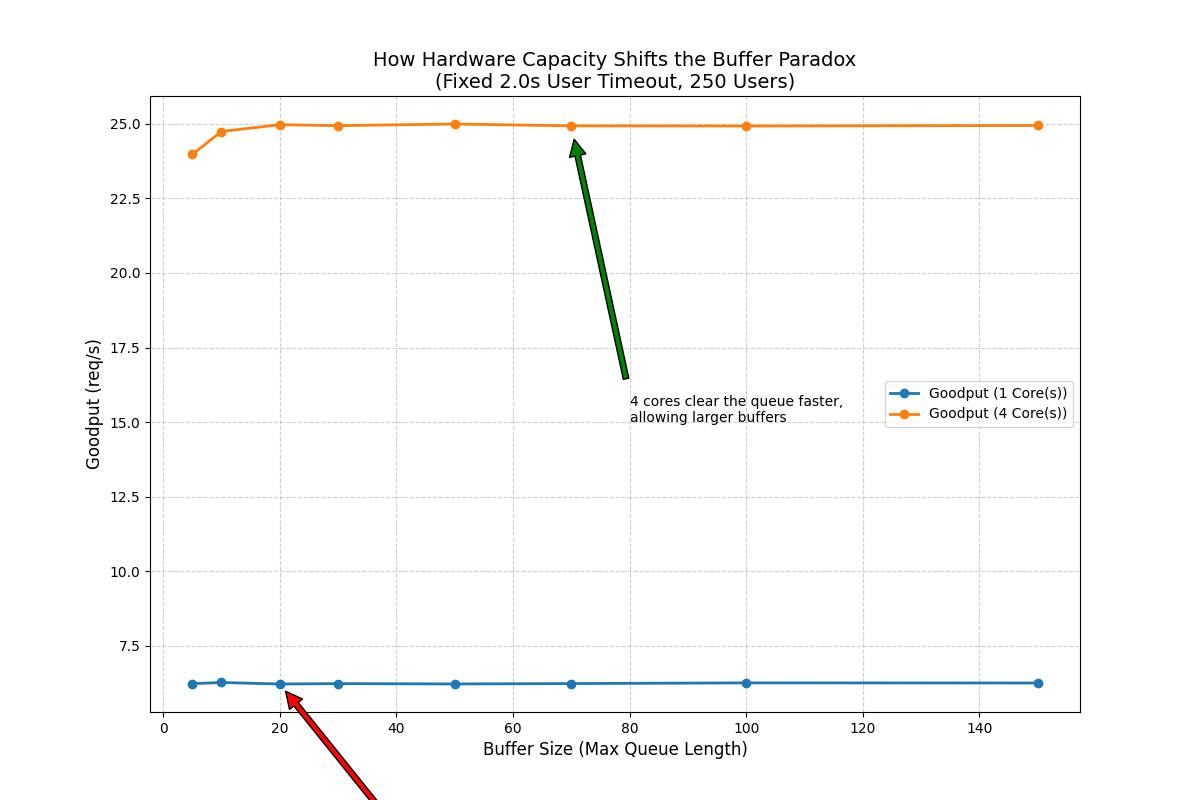 How Hardware Capacity Shifts the Buffer Paradox
(Fixed 2.0s User Timeout, 250 Users)
Goodput (req/s)
25.0
22.5
20.0
17.5
15.0
12.5
10.0
7.5
4 cores clear the queue faster,
allowing larger buffers
Goodput (1 Core(s))
Goodput (4 Core(s))
0
20
40
60
80
100
120
140
Buffer Size (Max Queue Length)